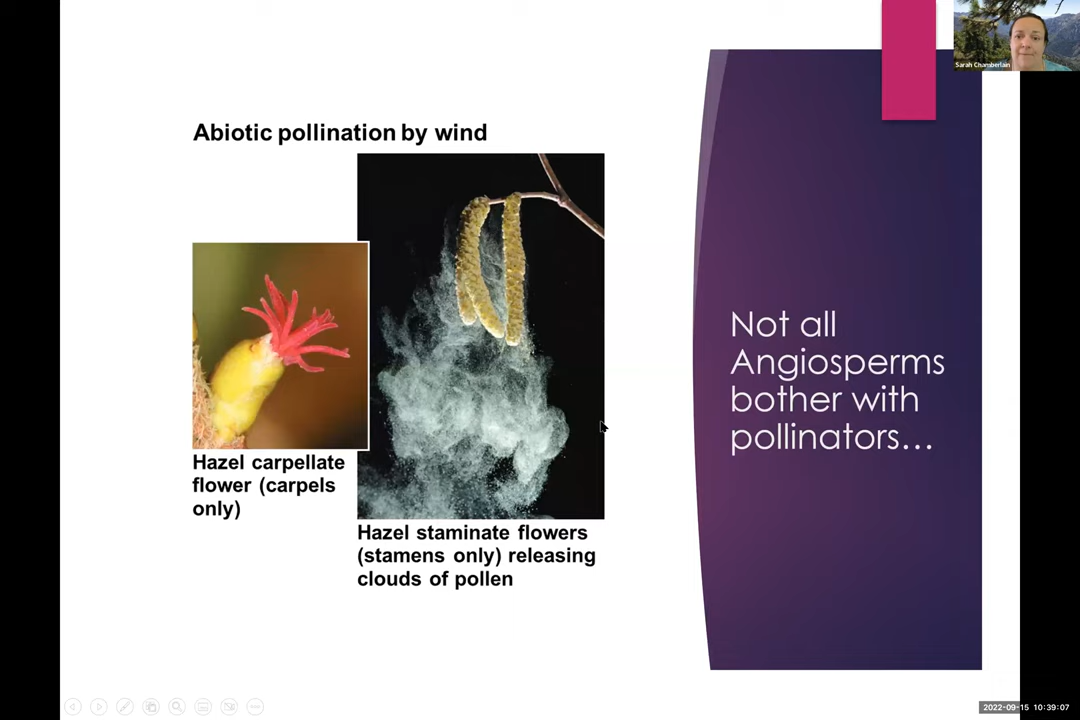 Sarah Chamberlain
Abiotic pollination by wind
Hazel carpellate
flower (carpels
only)
Hazel staminate flowers
(stamens only) releasing
clouds of pollen
Not all
Angiosperms
bother with
pollinators…
2022-09-15 10:39:07